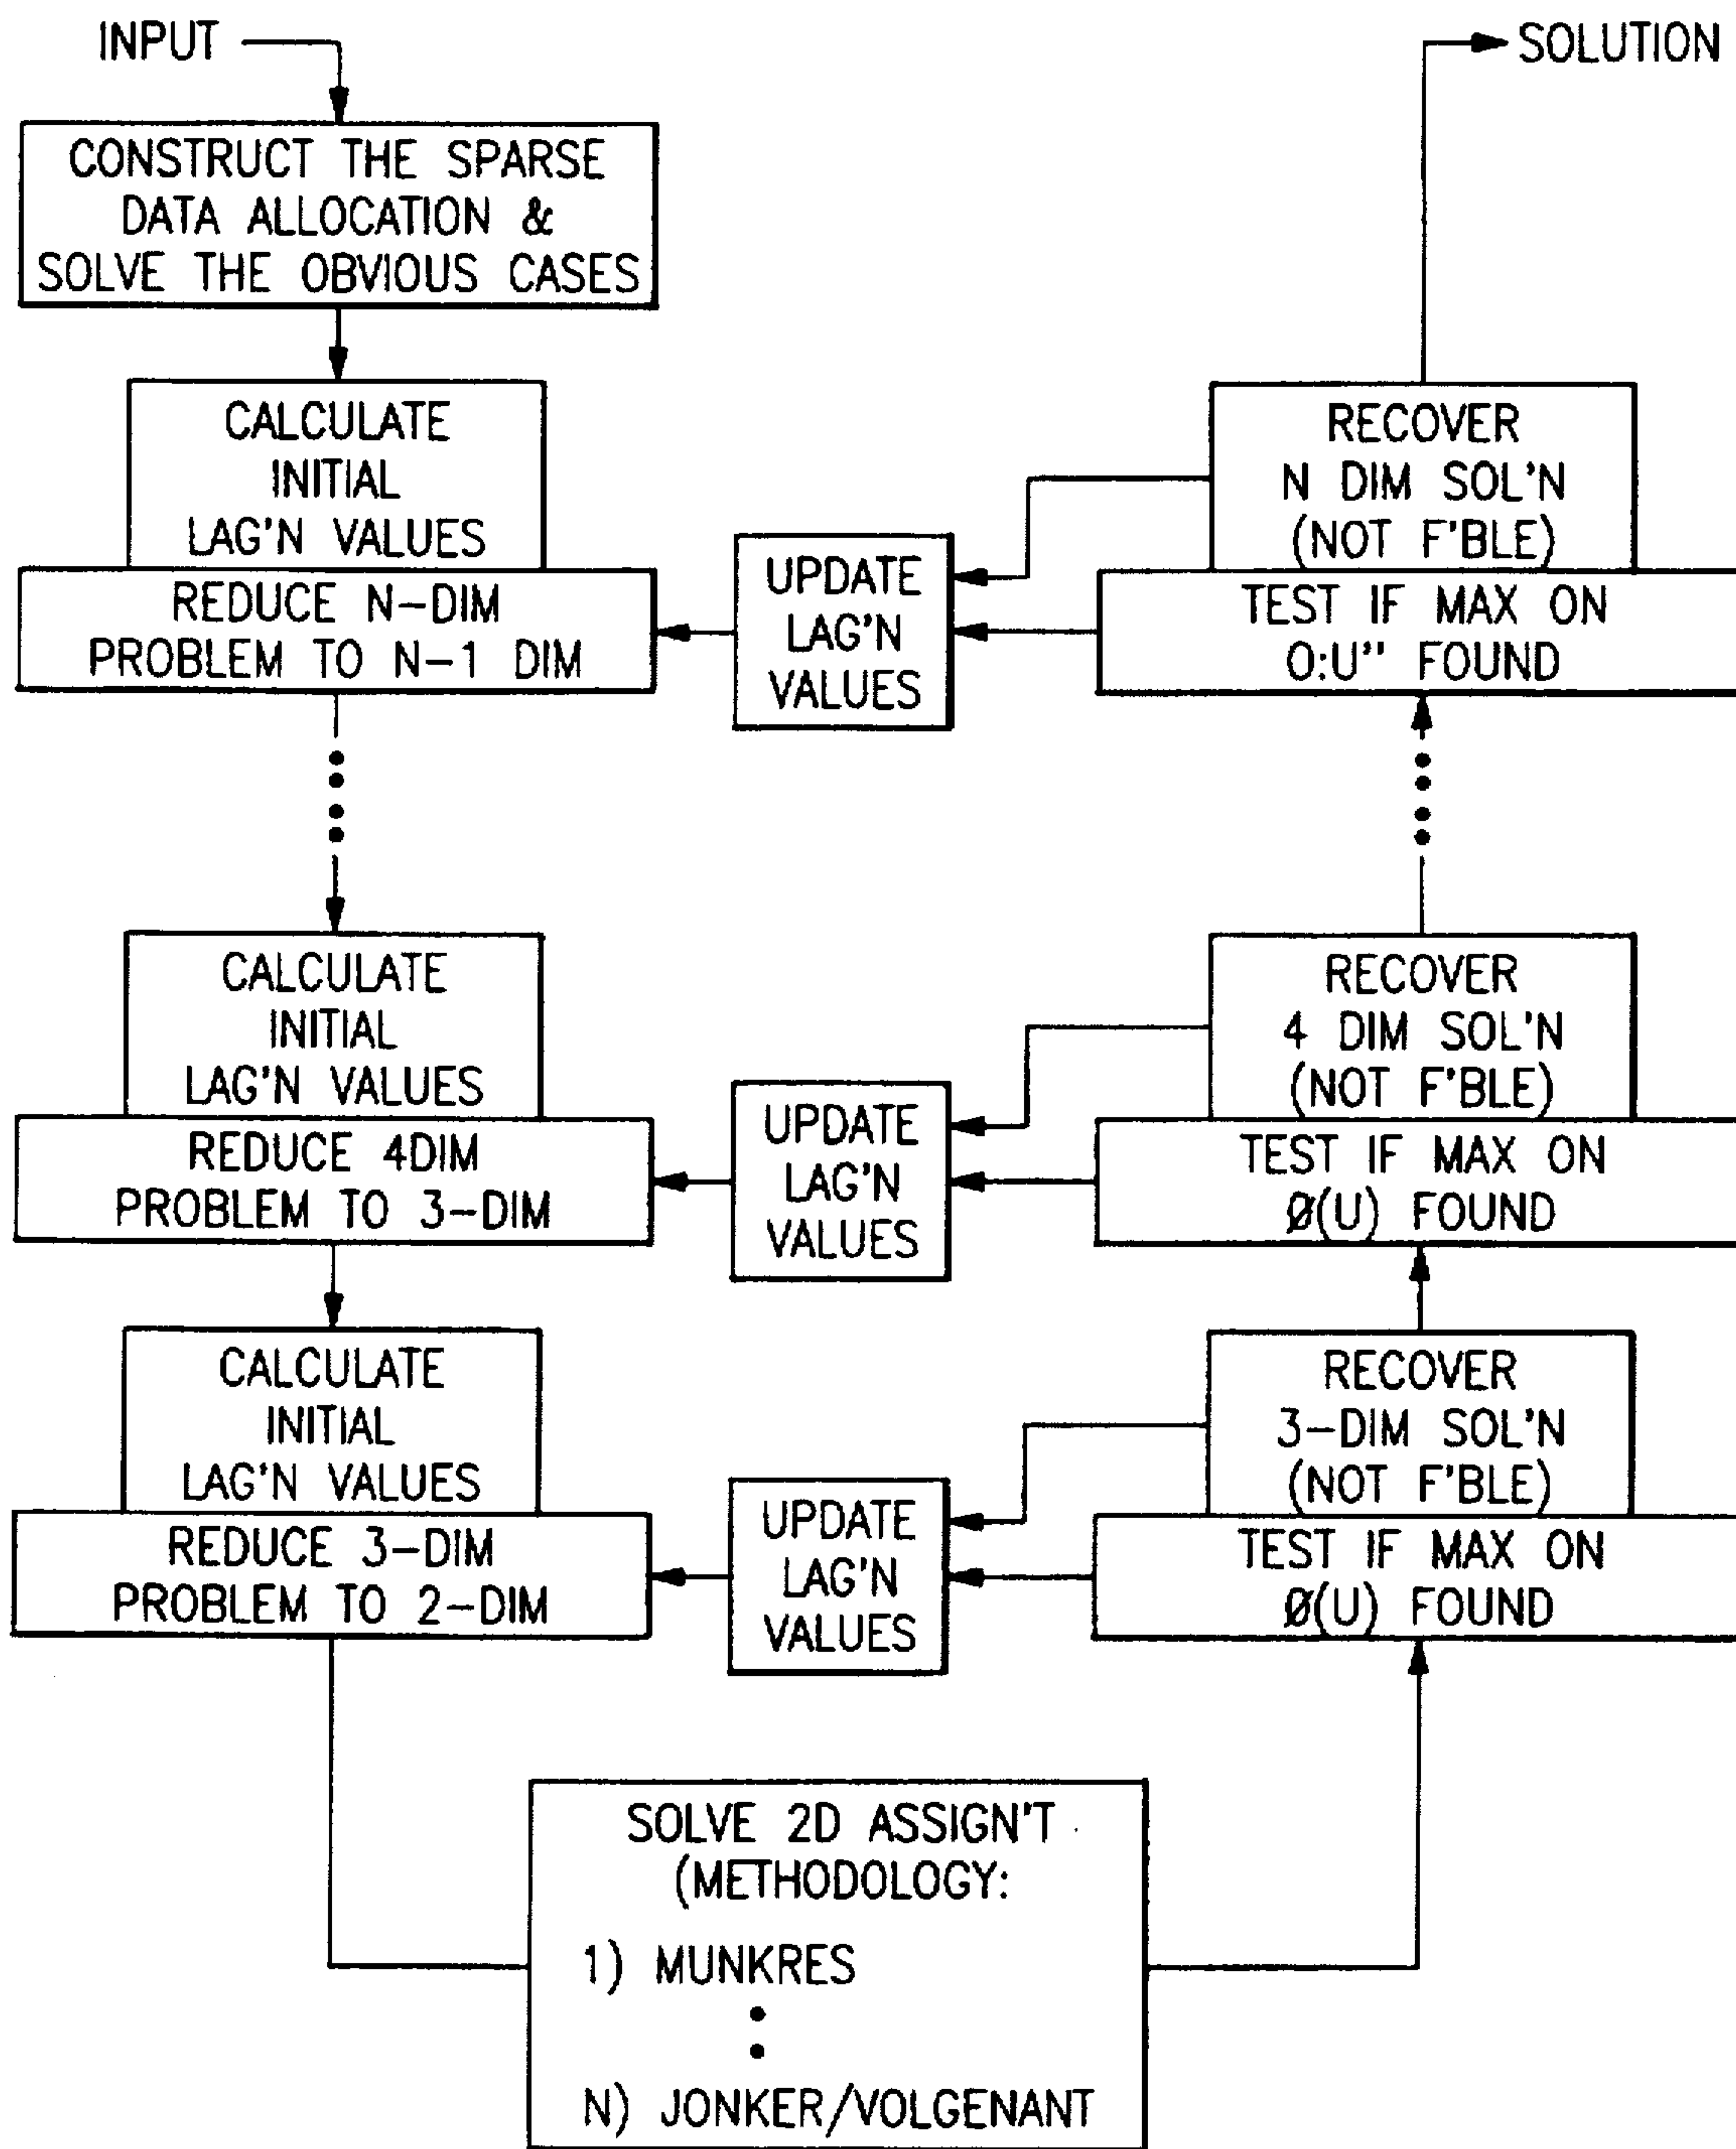 INPUT
SOLUTION
CONSTRUCT THE SPARSE
DATA ALLOCATION &
SOLVE THE OBVIOUS CASES
CALCULATE
INITIAL
LAG'N VALUES
REDUCE N-DIM
PROBLEM TO N-1 DIM
UPDATE
LAG'N
VALUES
RECOVER
N DIM SOL'N
(NOT F'BLE)
TEST IF MAX ON
O:U" FOUND
CALCULATE
INITIAL
LAG'N VALUES
REDUCE 4DIM
PROBLEM TO 3-DIM
UPDATE
LAG'N
VALUES
RECOVER
4 DIM SOL'N
(NOT F'BLE)
TEST IF MAX ON
Ø(U) FOUND
CALCULATE
INITIAL
LAG'N VALUES
REDUCE 3-DIM
PROBLEM TO 2-DIM
UPDATE
LAG'N
VALUES
RECOVER
3-DIM SOL'N
(NOT F'BLE)
TEST IF MAX ON
Ø(U) FOUND
SOLVE 2D ASSIGN'T
(METHODOLOGY:
1) MUNKRES
N) JONKER/VOLGENANT